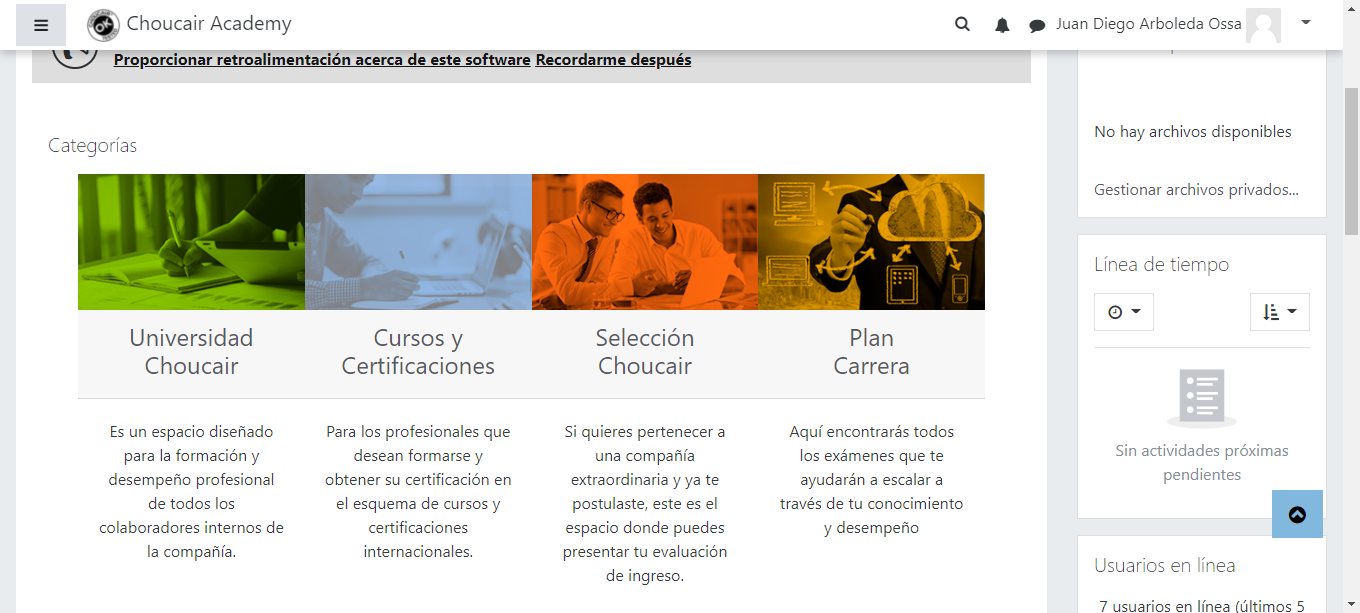 Choucair Academy
Juan Diego Arboleda Ossa
Proporcionar retroalimentación acerca de este software Recordarme después
Categorías
Universidad
Choucair
Es un espacio diseñado
para la formación y
desempeño profesional
de todos los
colaboradores internos de
la compañía.
Cursos y
Certificaciones
Para los profesionales que
desean formarse y
obtener su certificación en
el esquema de cursos y
certificaciones
internacionales.
Selección
Choucair
Si quieres pertenecer a
una compañía
extraordinaria y ya te
postulaste, este es el
espacio donde puedes
presentar tu evaluación
de ingreso.
Plan
Carrera
Aquí encontrarás todos
los exámenes que te
ayudarán a escalar a
través de tu conocimiento
y desempeño
No hay archivos disponibles
Gestionar archivos privados...
Línea de tiempo
Sin actividades próximas
pendientes
Usuarios en línea
7 usuarios en línea (últimos 5